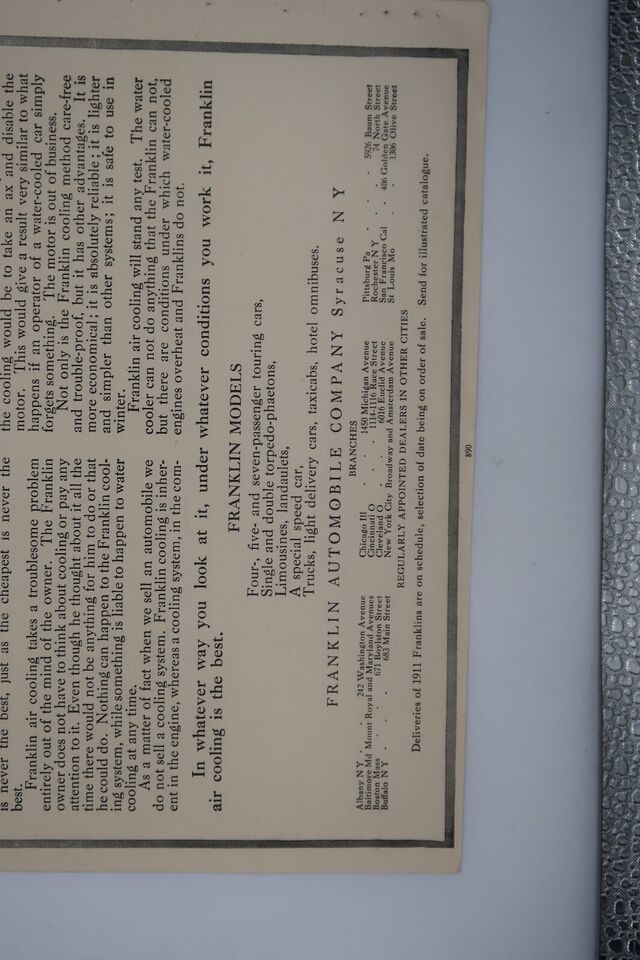 is never the best, just as the cheapest is never the
best.
Franklin air cooling takes a troublesome problem
entirely out of the mind of the owner. The Franklin
owner does not have to think about cooling or pay any
attention to it. Even though he thought about it all the
time there would not be anything for him to do or that
he could do. Nothing can happen to the Franklin cool-
ing system, while something is liable to happen to water
cooling at any time.
As a matter of fact when we sell an automobile we
do not sell a cooling system. Franklin cooling is inher-
ent in the engine, whereas a cooling system, in the com-
the cooling would be to take an ax and disable the
motor. This would give a result very similar to what
happens if an operator of a water-cooled car simply
forgets something. The motor is out of business.
Not only is the Franklin cooling method care-free
and trouble-proof, but it has other advantages. It is
more economical; it is absolutely reliable; it is lighter
and simpler than other systems; it is safe to use in
winter.
Franklin air cooling will stand any test. The water
cooler can not do anything that the Franklin can not,
but there are conditions under which water-cooled
engines overheat and Franklins do not.
In whatever way you look at it, under whatever conditions you work it, Franklin
air cooling is the best.
FRANKLIN MODELS
Four-, five- and seven-passenger touring cars,
Single and double torpedo-phaetons,
Limousines, landaulets,
A special speed car,
Trucks, light delivery cars, taxicabs, hotel omnibuses.
FRANKLIN AUTOMOBILE COMPANY Syracuse N Y
BRANCHES
Albany N Y . . 242 Washington Avenue
Baltimore Md Mount Royal and Maryland Avenues
Boston Mass . . 671 Boylston Street
Buffalo N Y . . . 683 Main Street
Chicago Ill . . . 1450 Michigan Avenue
Cincinnati O . . 1114-1116 Race Street
Cleveland O . . . 6016 Euclid Avenue
New York City Broadway and Amsterdam Avenue
Pittsburg Pa . . . 5926 Baum Street
Rochester N Y . . . 74 North Street
San Francisco Cal . 406 Golden Gate Avenue
St Louis Mo . . . 1306 Olive Street
REGULARLY APPOINTED DEALERS IN OTHER CITIES
Deliveries of 1911 Franklins are on schedule, selection of date being on order of sale. Send for illustrated catalogue.
890